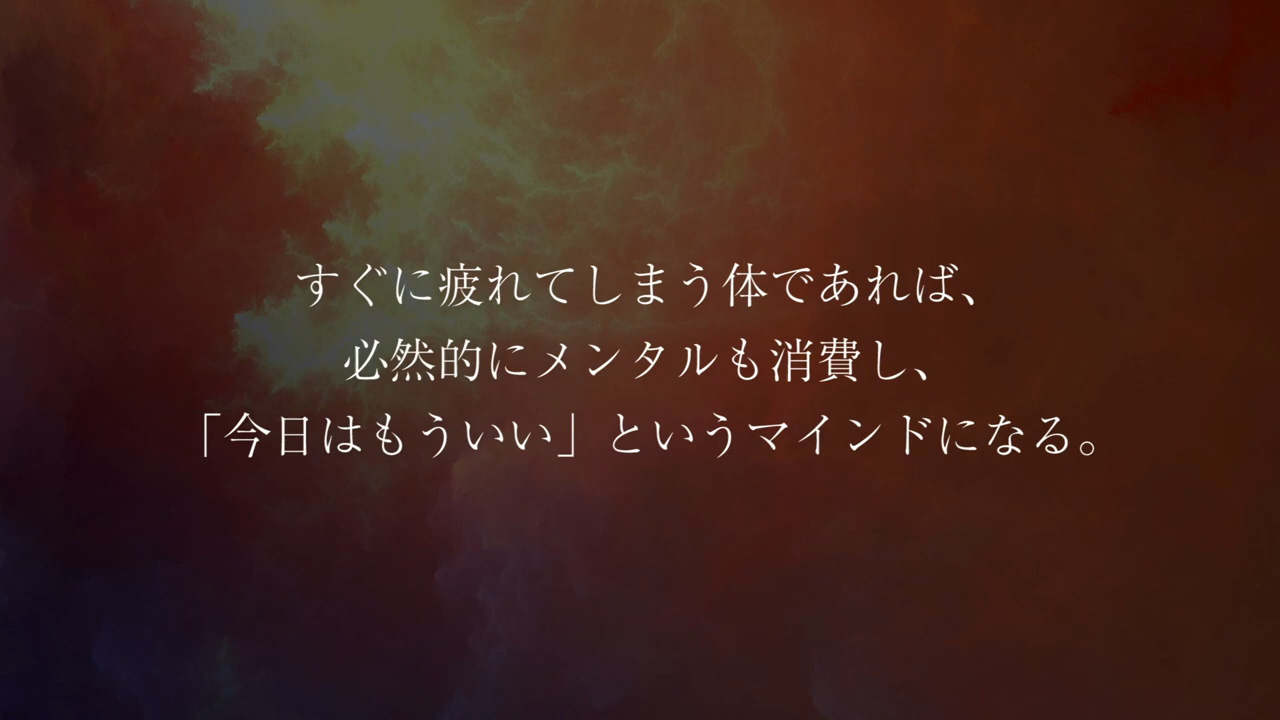 すぐに疲れてしまう体であれば、
必然的にメンタルも消費し、
「今日はもういい」というマインドになる。